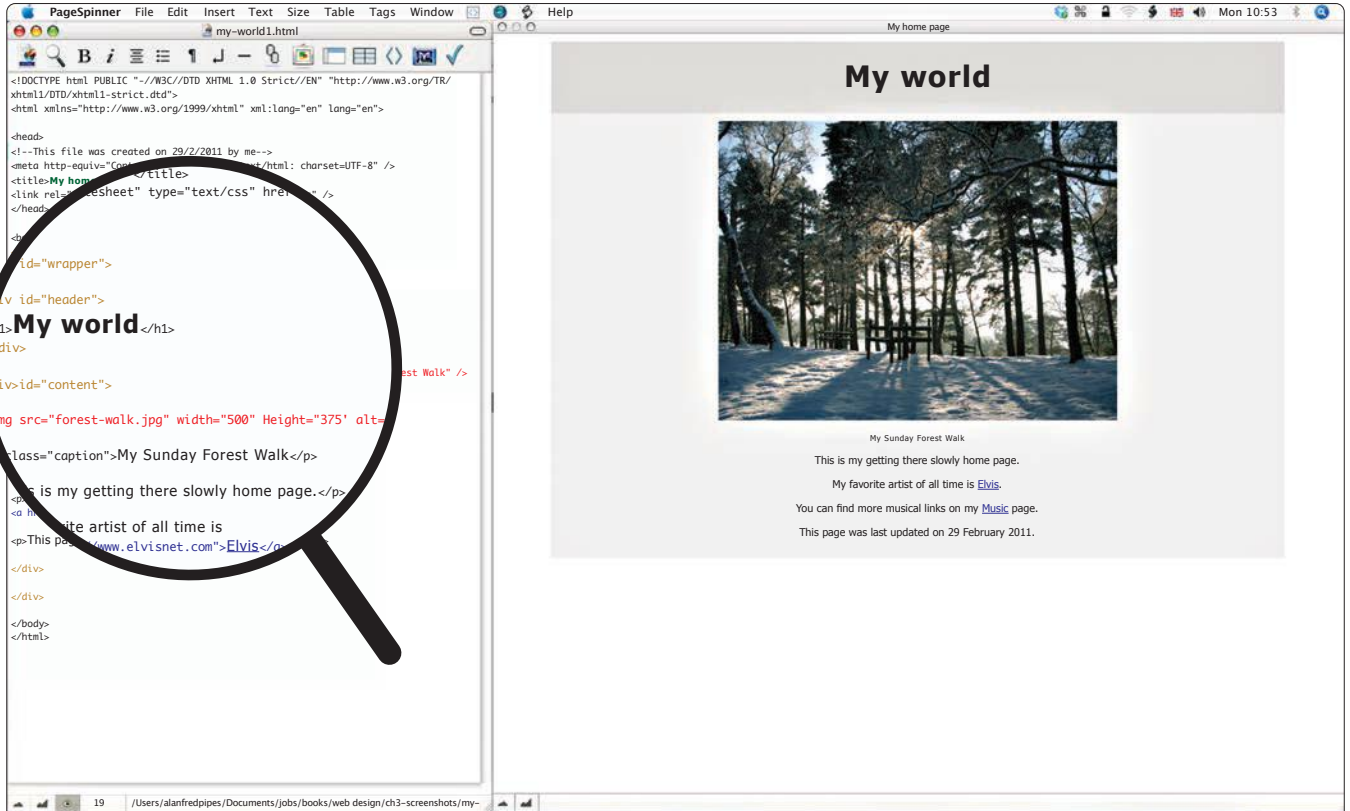 PageSpinner File Edit Insert Text Size Table Tags Window Help Mon 10:53
my-world1.html
<!DOCTYPE html PUBLIC "-//W3C//DTD XHTML 1.0 Strict//EN" "http://www.w3.org/TR/
xhtml1/DTD/xhtml1-strict.dtd">
<html xmlns="http://www.w3.org/1999/xhtml" xml:lang="en" lang="en">
<head>
<!--This file was created on 29/2/2011 by me-->
<meta http-equiv="Con text/html: charset=UTF-8" />
<title>My hom </title>
<link rel= esheet" type="text/css" href " />
</head>
<b
id="wrapper">
iv id="header">
1>My world</h1>
div>
iv>id="content">
est Walk" />
mg src="forest-walk.jpg" width="500" Height="375' alt=
class="caption">My Sunday Forest Walk</p>
s is my getting there slowly home page.</p>
<p>
ite artist of all time is
<a h
<p>This pa /www.elvisnet.com">Elvis</a>
</div>
</div>
</body>
</html>
19 /Users/alanfredpipes/Documents/jobs/books/web design/ch3-screenshots/my-
My home page
My world
My Sunday Forest Walk
This is my getting there slowly home page.
My favorite artist of all time is Elvis.
You can find more musical links on my Music page.
This page was last updated on 29 February 2011.